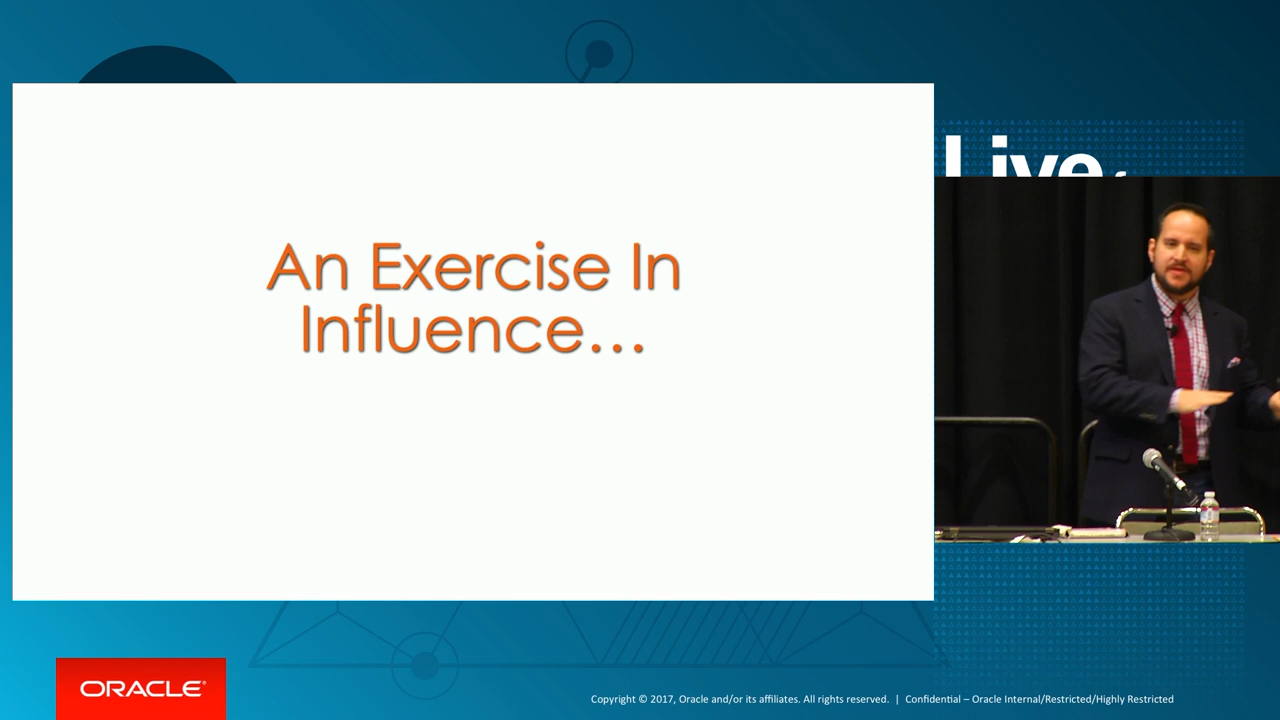 An Exercise In
Influence…
Live
ORACLE®
Copyright © 2017, Oracle and/or its affiliates. All rights reserved. | Confidential – Oracle Internal/Restricted/Highly Restricted